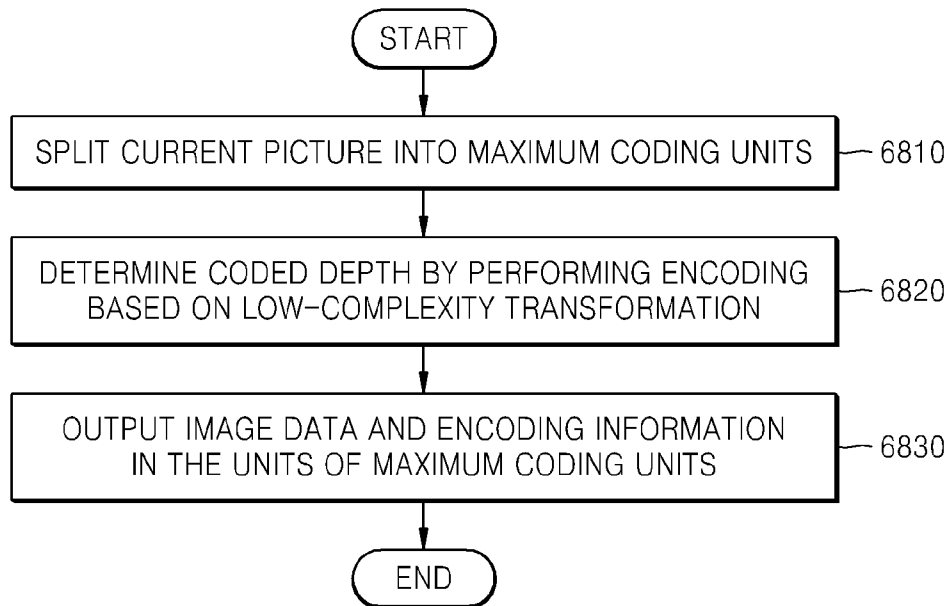 START
SPLIT CURRENT PICTURE INTO MAXIMUM CODING UNITS
6810
DETERMINE CODED DEPTH BY PERFORMING ENCODING
BASED ON LOW-COMPLEXITY TRANSFORMATION
6820
OUTPUT IMAGE DATA AND ENCODING INFORMATION
IN THE UNITS OF MAXIMUM CODING UNITS
6830
END